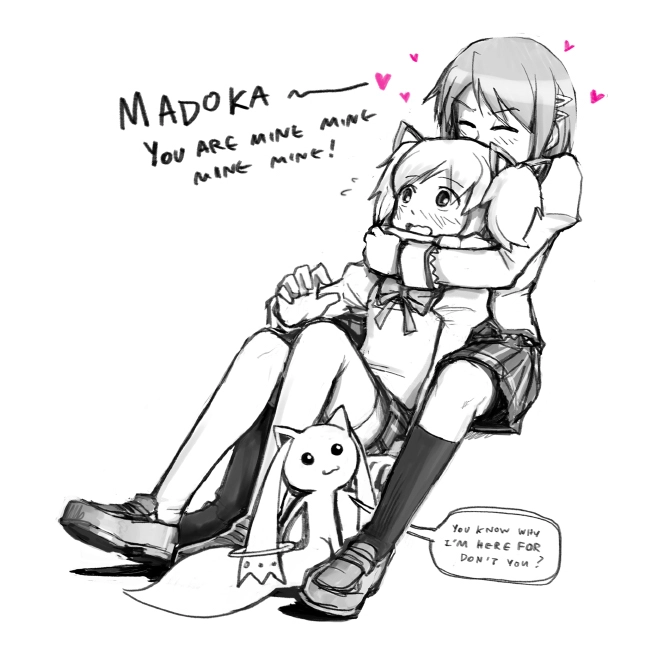 MADOKA ~
YOU ARE MINE MINE
MINE MINE!
YOU KNOW WHY
I'M HERE FOR
DON'T YOU?